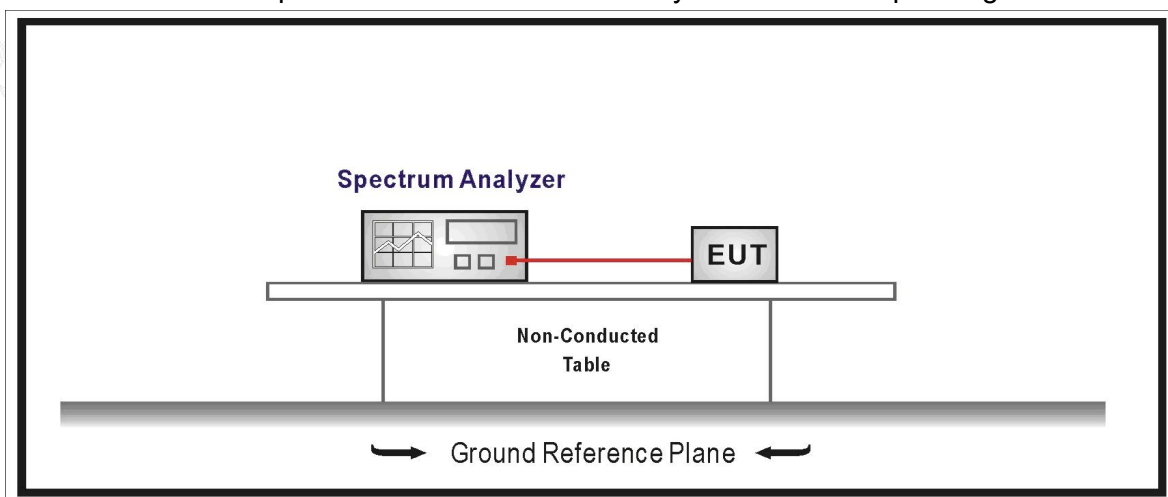 Spectrum Analyzer
EUT
Non-Conducted
Table
Ground Reference Plane